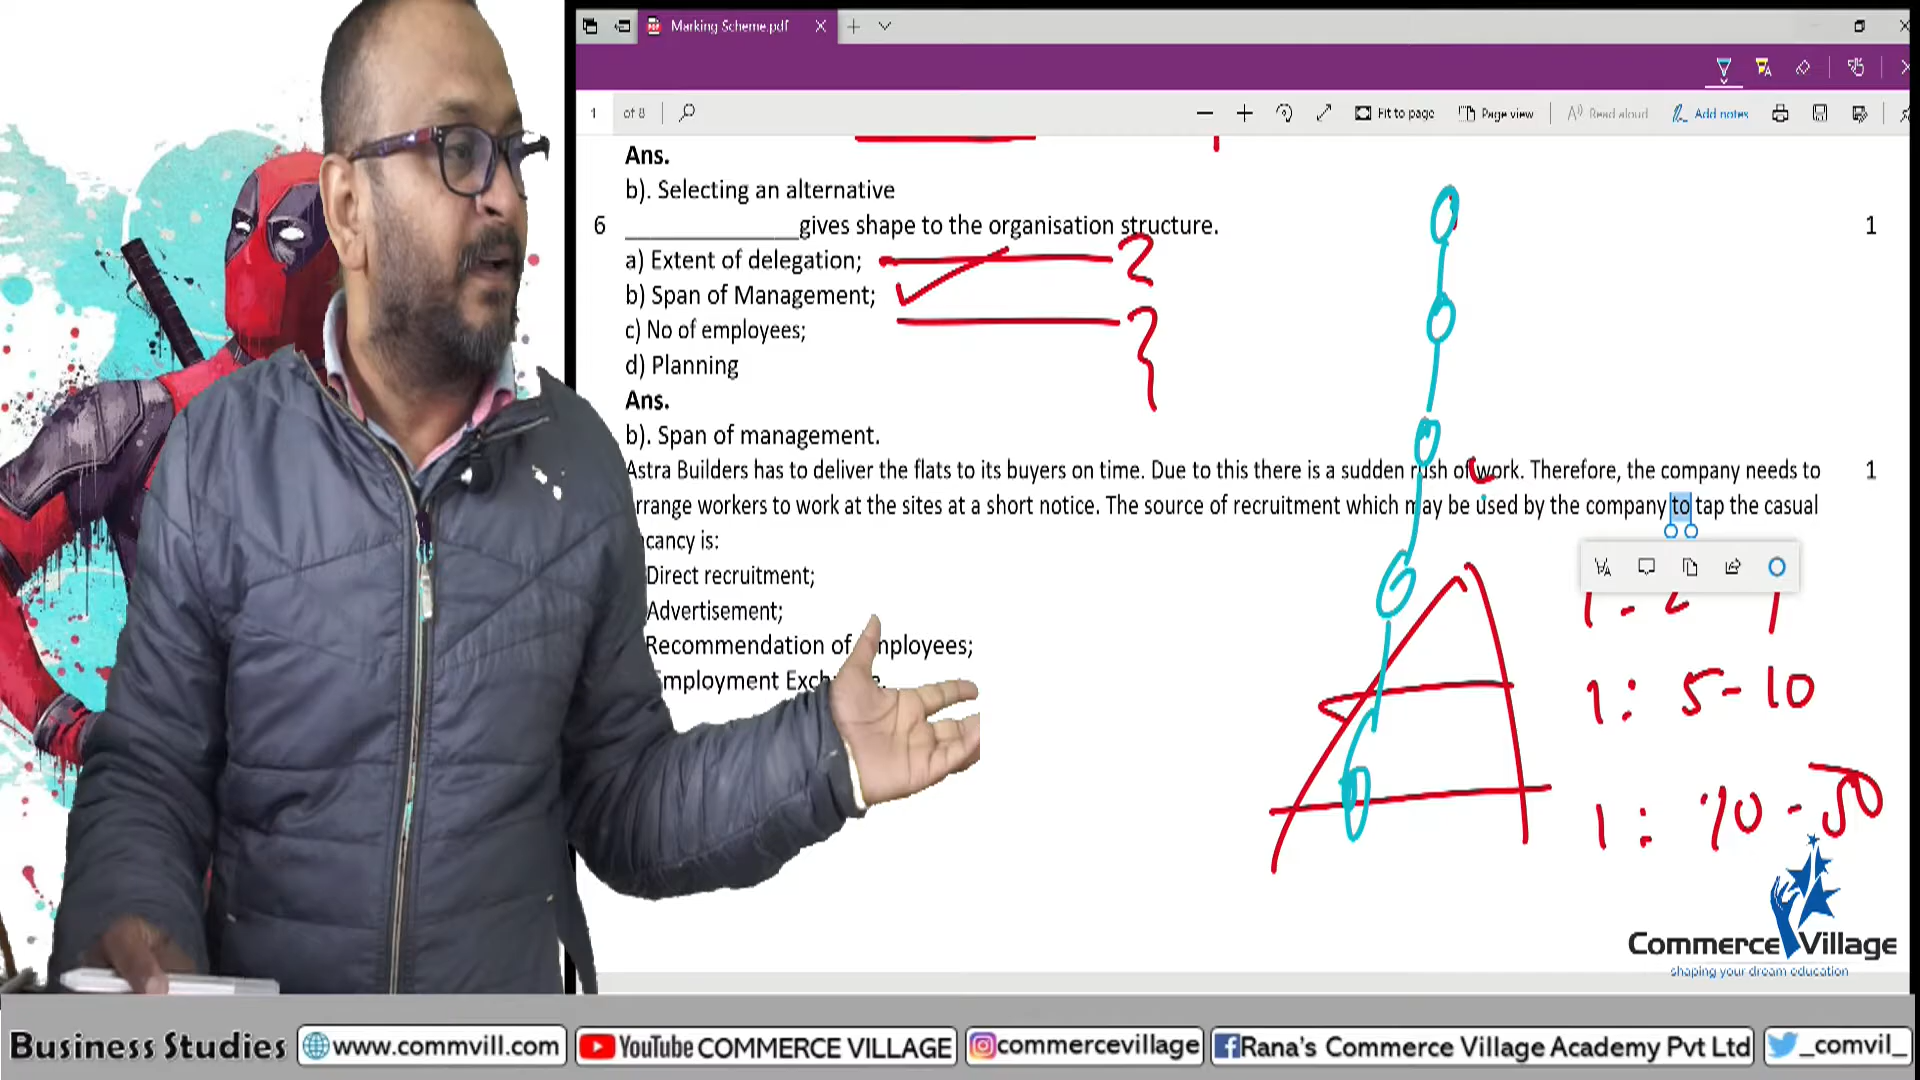 Marking Scheme.pdf
1 of 8
Fit to page
Page view
Read aloud
Add notes
Ans.
b). Selecting an alternative
6 ______________gives shape to the organisation structure. 1
a) Extent of delegation;
b) Span of Management;
c) No of employees;
d) Planning
Ans.
b). Span of management.
Astra Builders has to deliver the flats to its buyers on time. Due to this there is a sudden rush of work. Therefore, the company needs to 1
rrange workers to work at the sites at a short notice. The source of recruitment which may be used by the company to tap the casual
cancy is:
Direct recruitment;
Advertisement;
Recommendation of employees;
Employment Exchange.
1 : 5 - 10
1 : 10 - 50
Commerce Village
shaping your dream education
Business Studies
www.commvill.com
YouTube COMMERCE VILLAGE
commercevillage
Rana's Commerce Village Academy Pvt Ltd
_comvil_